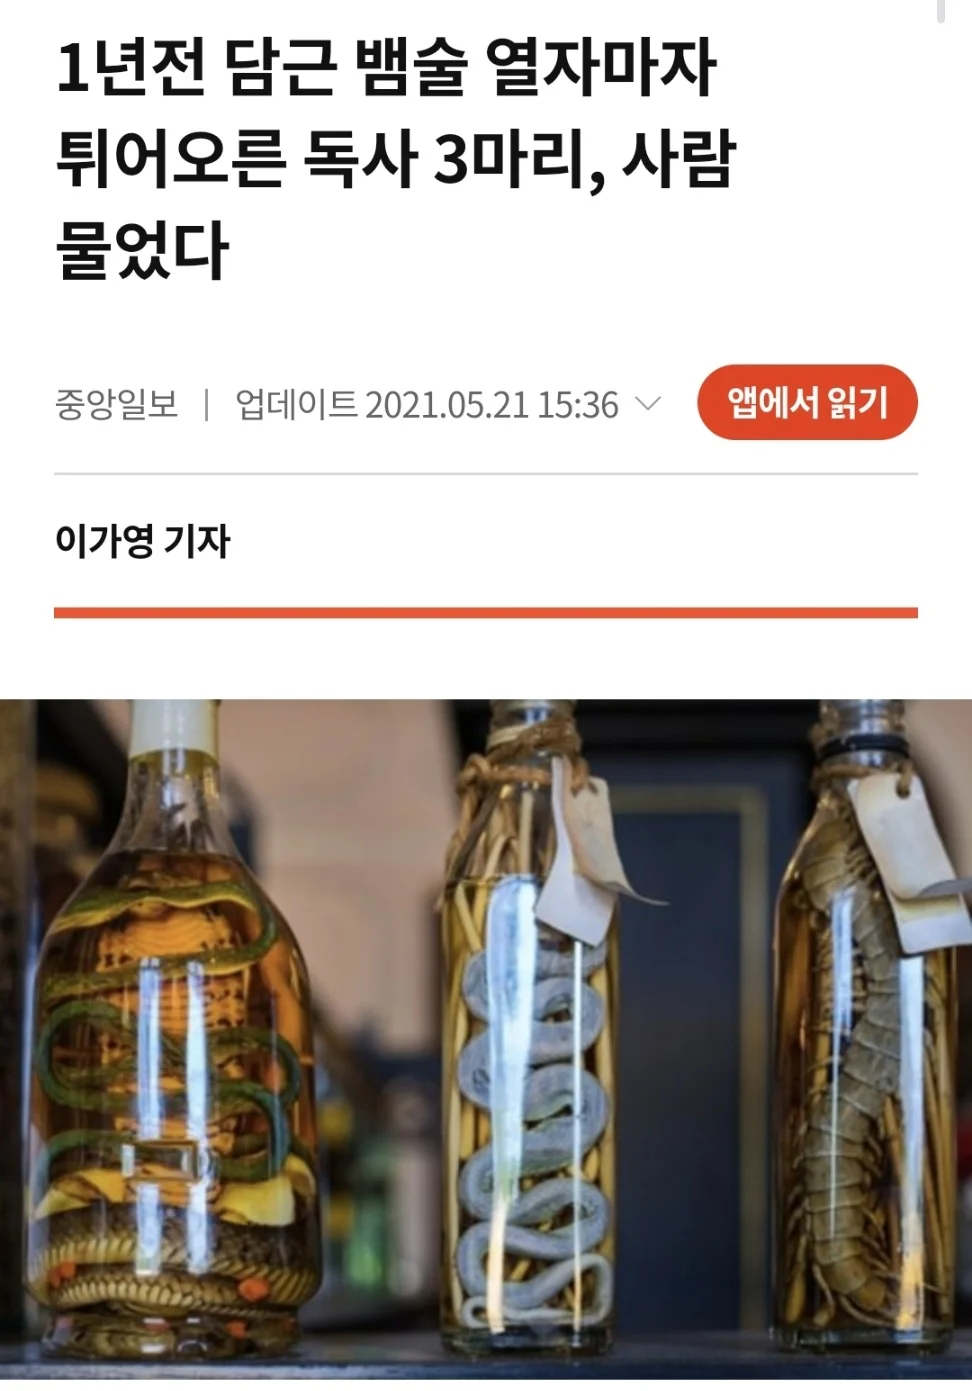 1년전 담근 뱀술 열자마자
튀어오른 독사 3마리, 사람
물었다
중앙일보 | 업데이트 2021.05.21 15:36
앱에서 읽기
이가영 기자